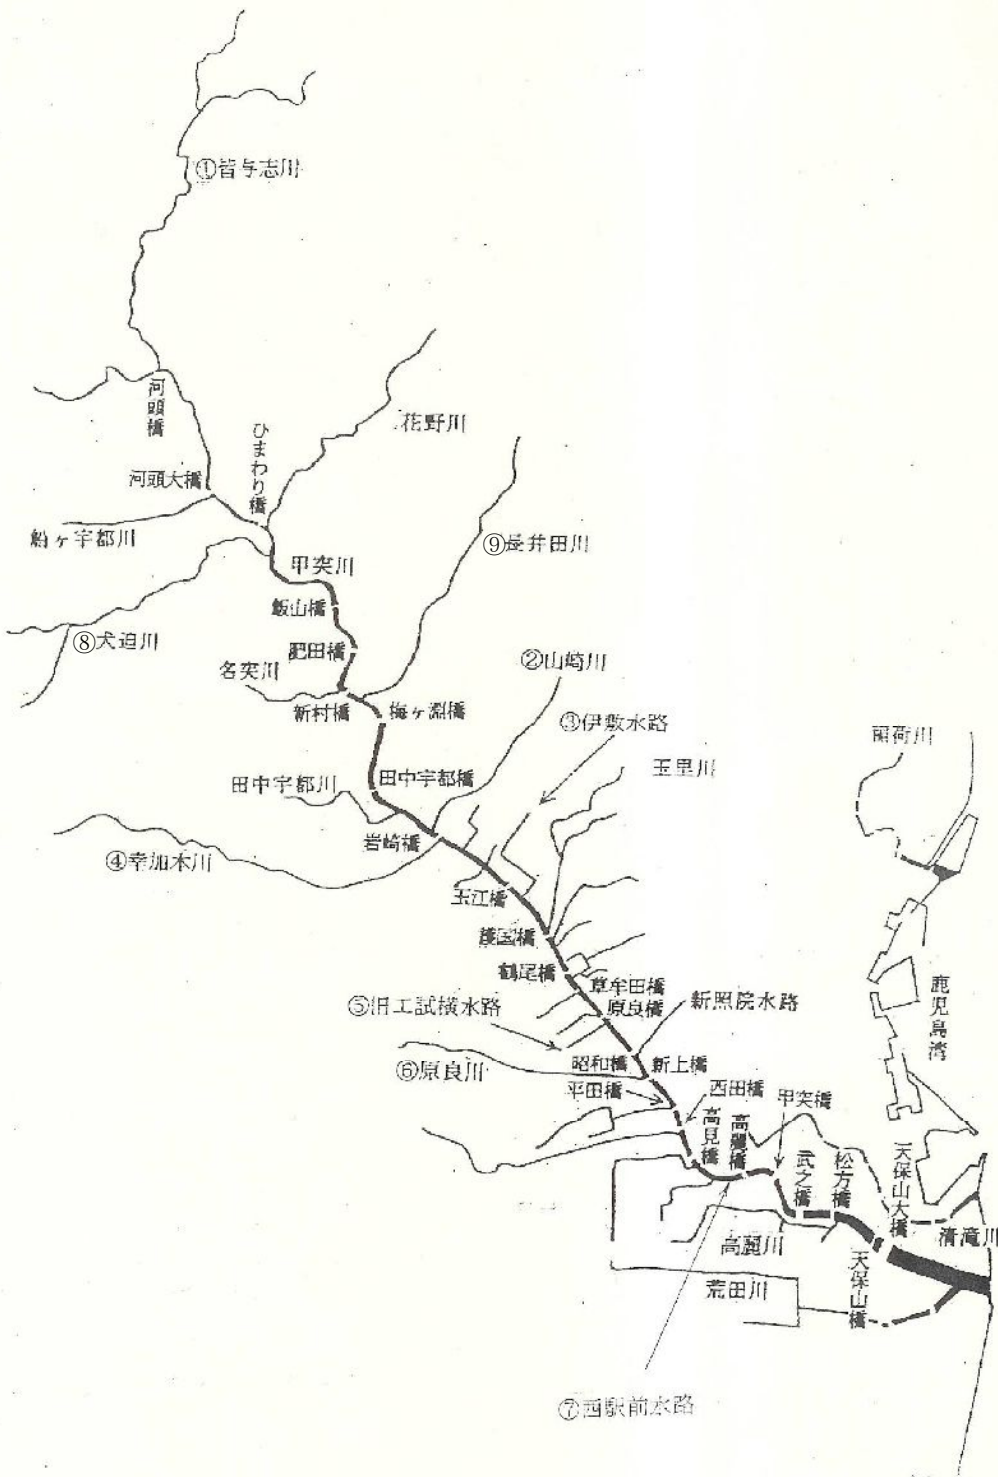 ①皆与志川
河頭橋
花野川
ひまわり橋
河頭大橋
船ヶ宇都川
⑨長井田川
甲突川
飯山橋
⑧犬迫川
肥田橋
名突川
②山崎川
新村橋
梅ヶ淵橋
③伊敷水路
稲荷川
玉里川
田中宇都橋
田中宇都川
岩崎橋
④幸加木川
玉江橋
護国橋
鶴尾橋
草牟田橋
鹿児島湾
⑤旧工試横水路
原良橋
新照院水路
昭和橋
新上橋
⑥原良川
平田橋
西田橋
甲突橋
高見橋
高麗橋
武之橋
松方橋
天保山大橋
清滝川
高麗川
天保山橋
荒田川
⑦西駅前水路